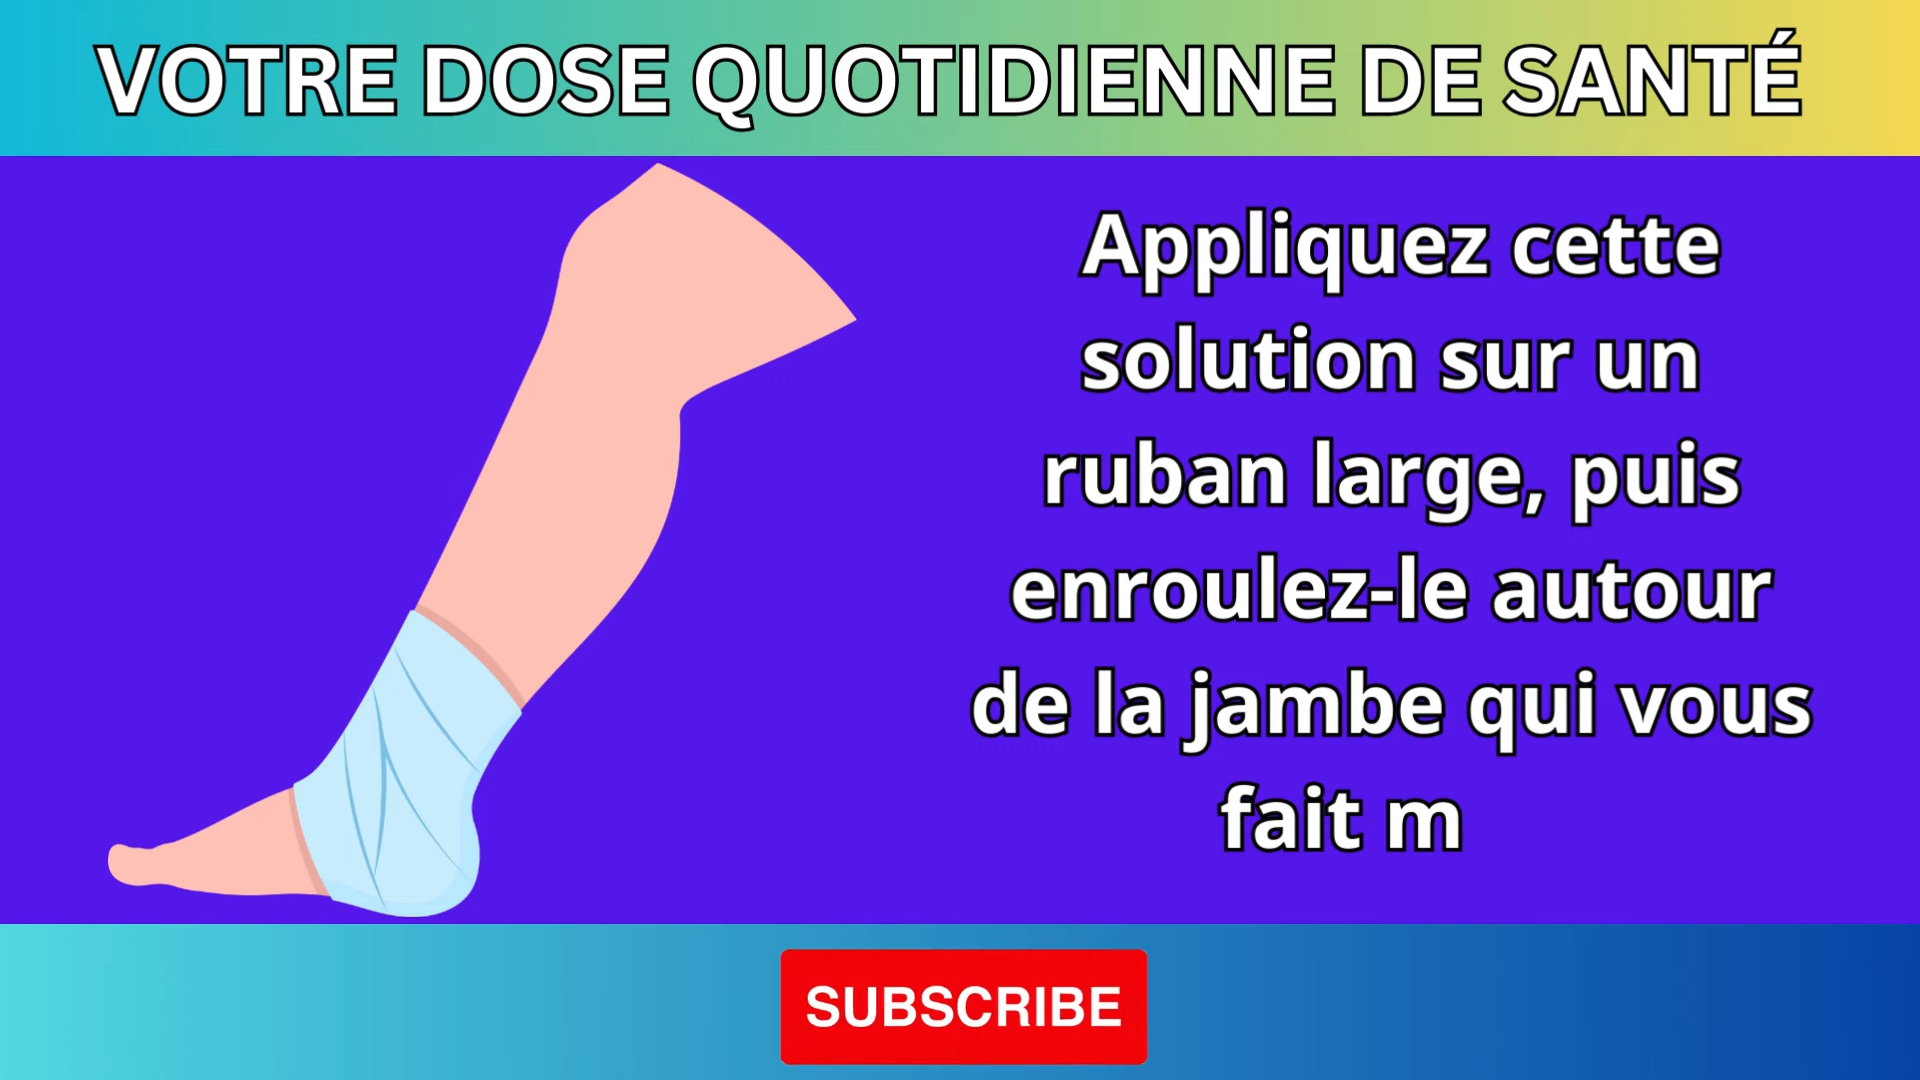 VOTRE DOSE QUOTIDIENNE DE SANTÉ
Appliquez cette
solution sur un
ruban large, puis
enroulez-le autour
de la jambe qui vous
fait m
SUBSCRIBE